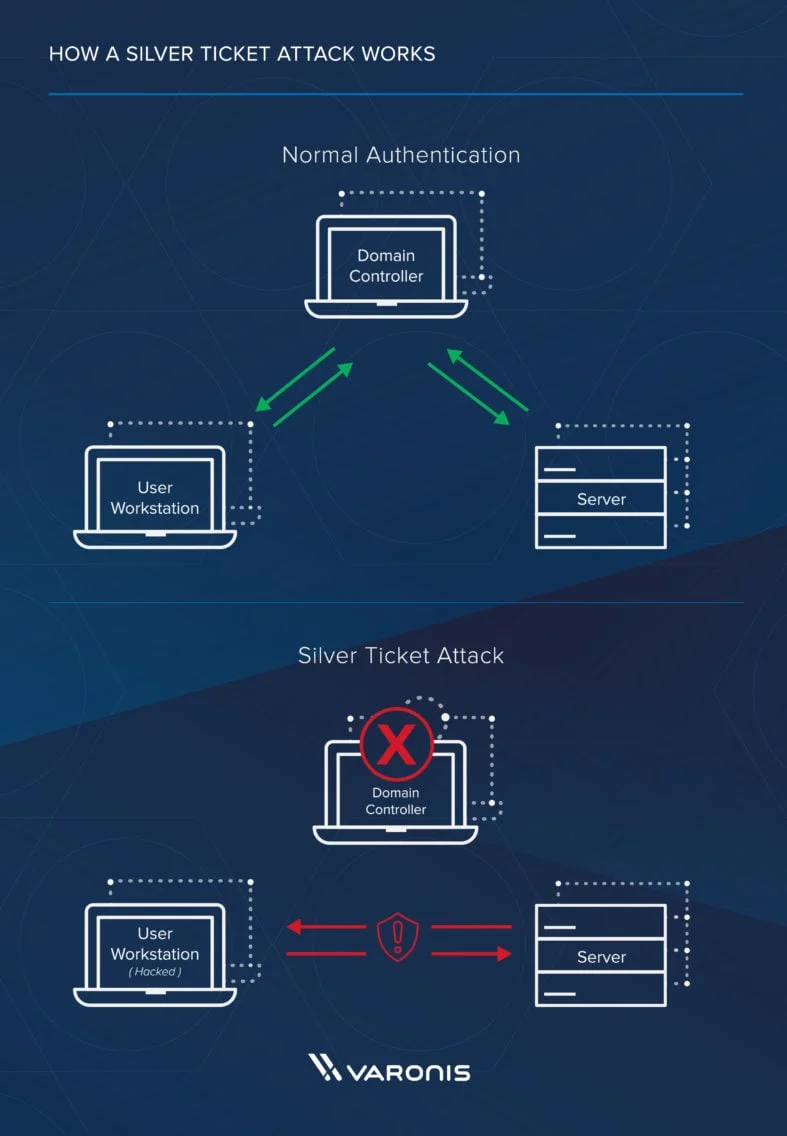 HOW A SILVER TICKET ATTACK WORKS
Normal Authentication
Domain
Controller
User
Workstation
Server
Silver Ticket Attack
X
Domain
Controller
User
Workstation
( Hacked )
!
Server
VARONIS